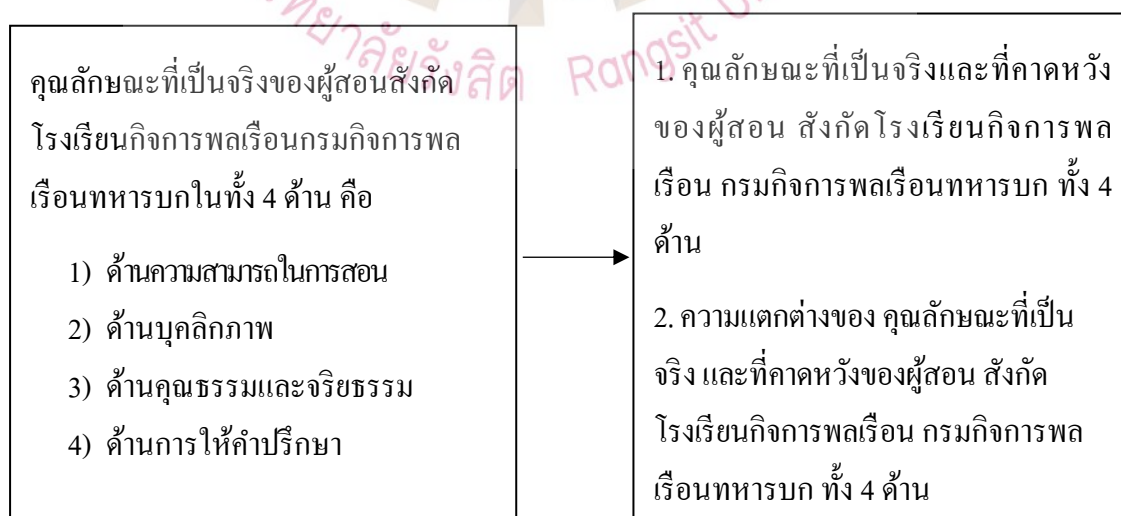 คุณลักษณะที่เป็นจริงของผู้สอนสังกัด
โรงเรียนกิจการพลเรือนกรมกิจการพล
เรือนทหารบกในทั้ง 4 ด้าน คือ
1) ด้านความสามารถในการสอน
2) ด้านบุคลิกภาพ
3) ด้านคุณธรรมและจริยธรรม
4) ด้านการให้คำปรึกษา
1. คุณลักษณะที่เป็นจริงและที่คาดหวัง
ของผู้สอน สังกัดโรงเรียนกิจการพล
เรือน กรมกิจการพลเรือนทหารบก ทั้ง 4
ด้าน
2. ความแตกต่างของ คุณลักษณะที่เป็น
จริง และที่คาดหวังของผู้สอน สังกัด
โรงเรียนกิจการพลเรือน กรมกิจการพล
เรือนทหารบก ทั้ง 4 ด้าน
รังสิต Rangsit